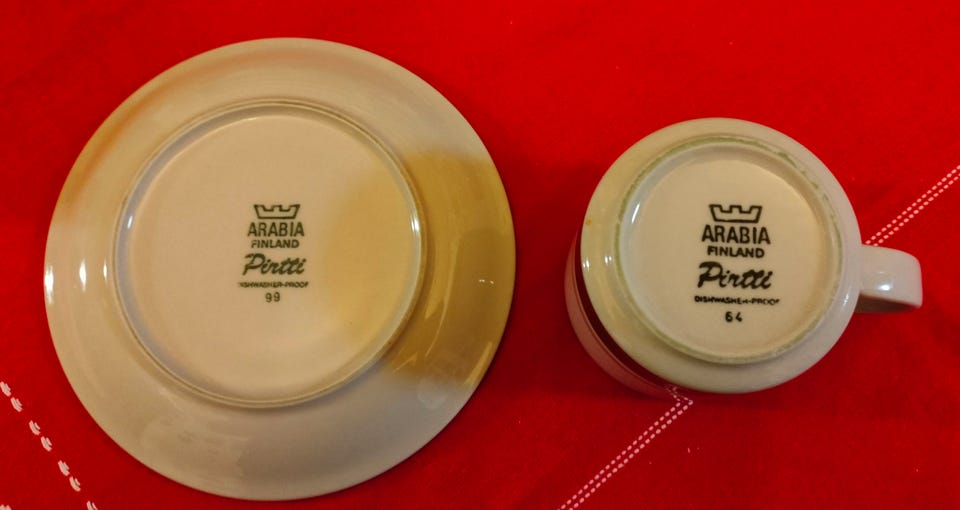 ARABIA
FINLAND
Pirtti
DISHWASHER-PROOF
99
ARABIA
FINLAND
Pirtti
DISHWASHER-PROOF
64